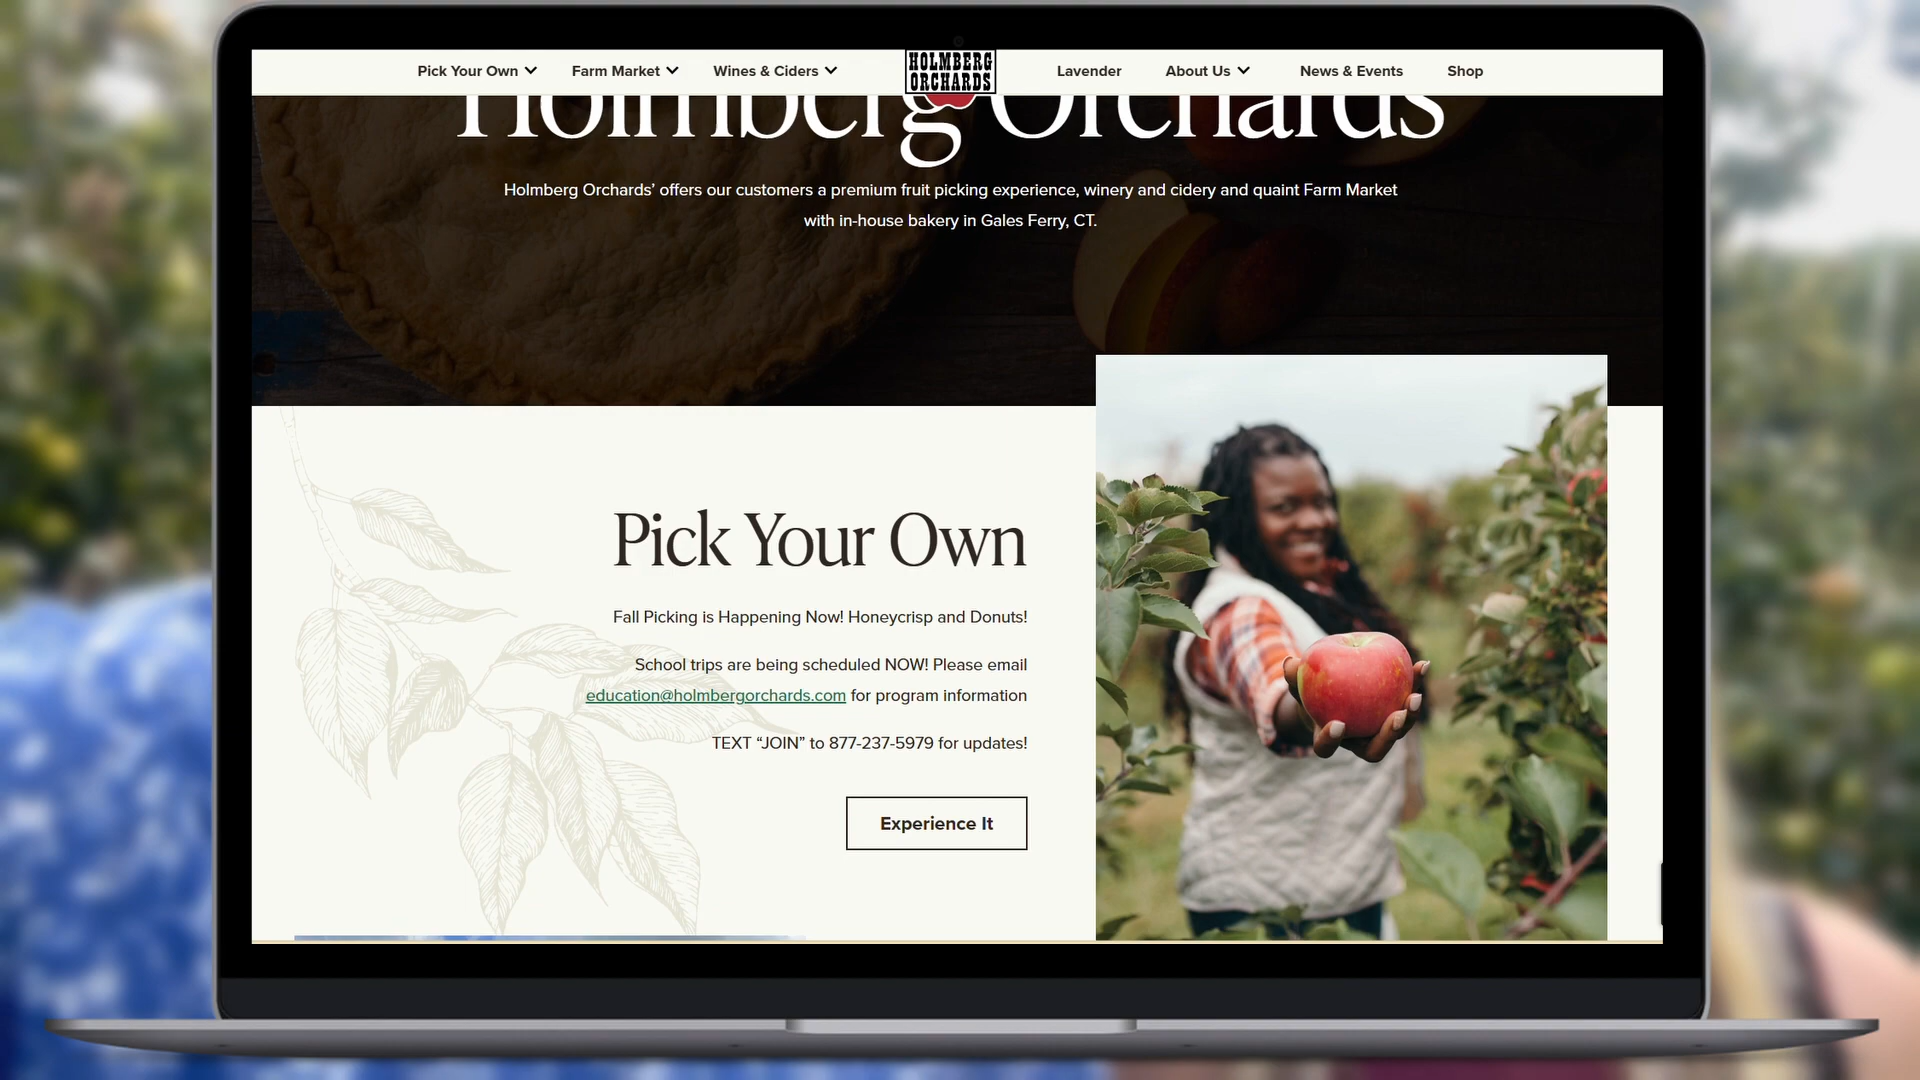 Pick Your Own
Farm Market
Wines & Ciders
HOLMBERG
ORCHARDS
Lavender
About Us
News & Events
Shop
Holmberg Orchards
Holmberg Orchards’ offers our customers a premium fruit picking experience, winery and cidery and quaint Farm Market
with in-house bakery in Gales Ferry, CT.
Pick Your Own
Fall Picking is Happening Now! Honeycrisp and Donuts!
School trips are being scheduled NOW! Please email
education@holmbergorchards.com for program information
TEXT “JOIN” to 877-237-5979 for updates!
Experience It